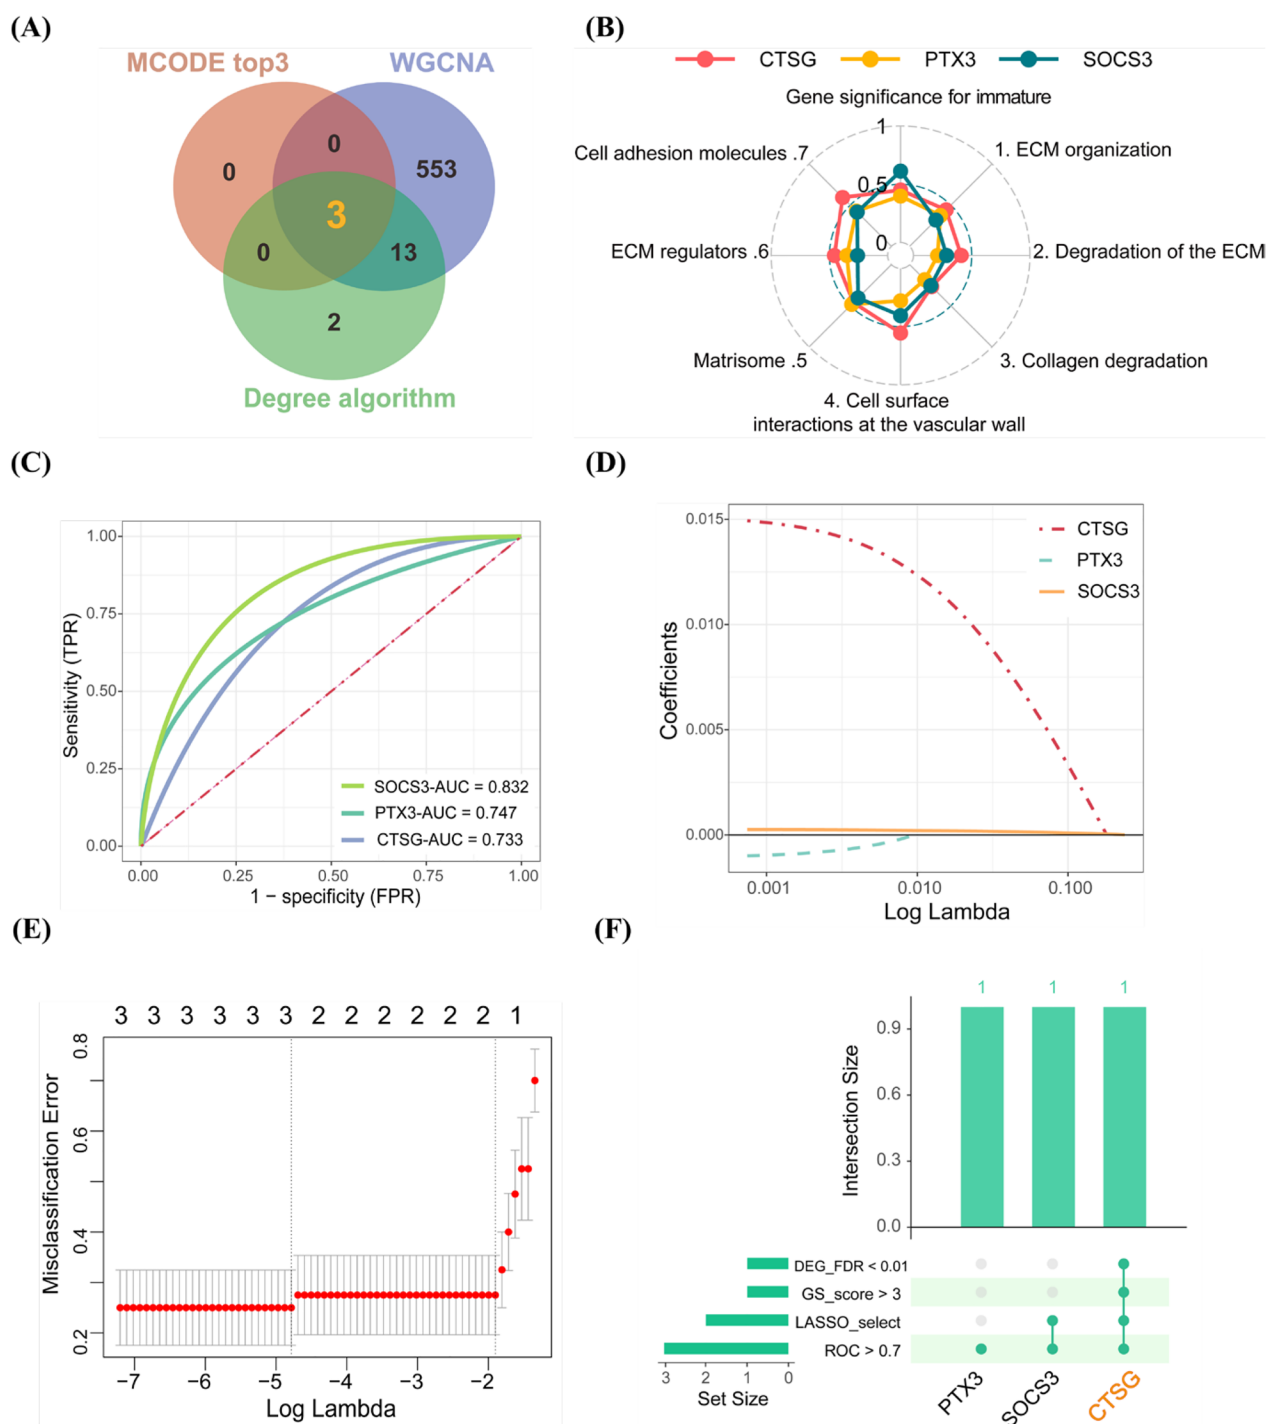 (A)
MCODE top3
WGCNA
0
0
553
3
0
13
2
Degree algorithm
(B)
CTSG
PTX3
SOCS3
Gene significance for immature
1
0.5
0
1. ECM organization
2. Degradation of the ECM
3. Collagen degradation
4. Cell surface
interactions at the vascular wall
Matrisome .5
ECM regulators .6
Cell adhesion molecules .7
(C)
Sensitivity (TPR)
1.00
0.75
0.50
0.25
0.00
SOCS3-AUC = 0.832
PTX3-AUC = 0.747
CTSG-AUC = 0.733
0.00 0.25 0.50 0.75 1.00
1 − specificity (FPR)
(D)
Coefficients
0.015
0.010
0.005
0.000
CTSG
PTX3
SOCS3
0.001 0.010 0.100
Log Lambda
(E)
3 3 3 3 3 3 2 2 2 2 2 2 1
Misclassification Error
0.8
0.6
0.4
0.2
−7 −6 −5 −4 −3 −2
Log Lambda
(F)
1 1 1
Intersection Size
0.9
0.6
0.3
0.0
DEG_FDR < 0.01
GS_score > 3
LASSO_select
ROC > 0.7
3 2 1 0
Set Size
PTX3
SOCS3
CTSG